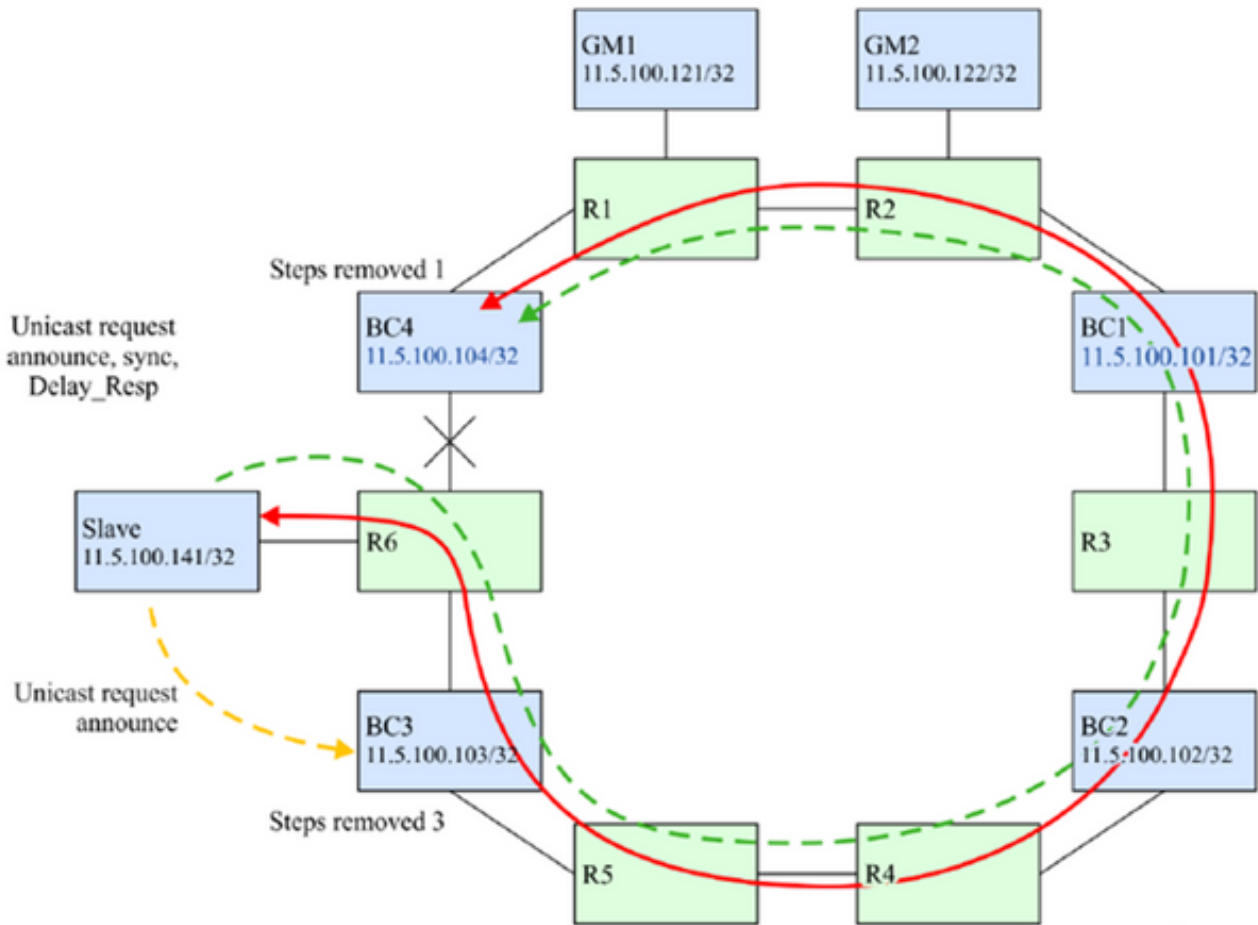 GM1
11.5.100.121/32
GM2
11.5.100.122/32
R1
R2
Steps removed 1
BC4
11.5.100.104/32
BC1
11.5.100.101/32
Unicast request
announce, sync,
Delay_Resp
Slave
11.5.100.141/32
R6
R3
Unicast request
announce
BC3
11.5.100.103/32
BC2
11.5.100.102/32
Steps removed 3
R5
R4